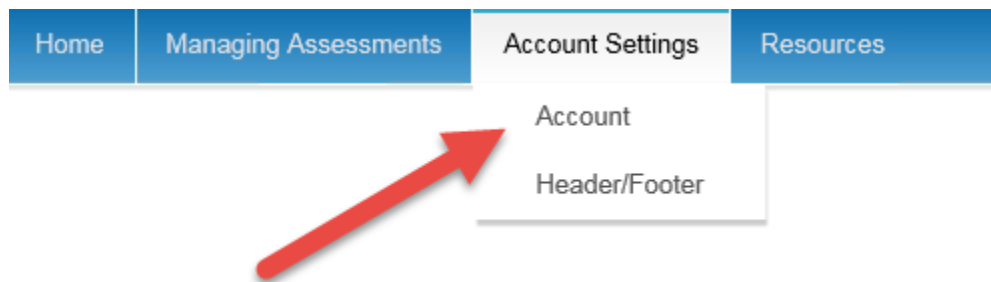 Home Managing Assessments Account Settings Resources
Account
Header/Footer